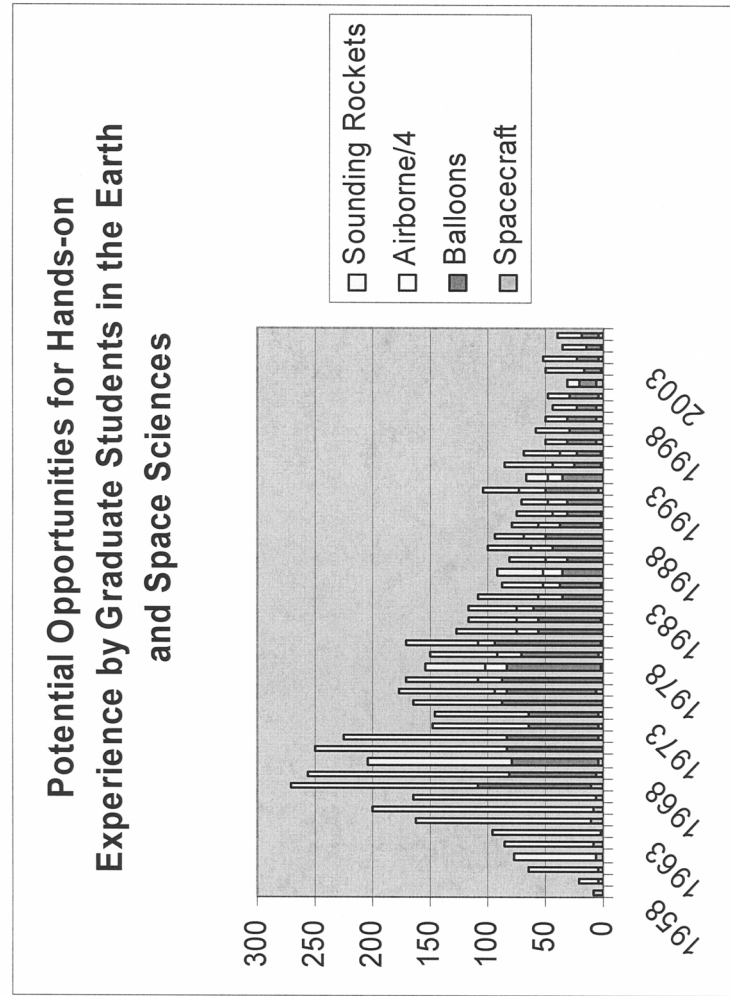 Potential Opportunities for Hands-on
Experience by Graduate Students in the Earth
and Space Sciences
300
250
200
150
100
50
0
1958
1963
1968
1973
1978
1983
1988
1993
1998
2003
Sounding Rockets
Airborne/4
Balloons
Spacecraft